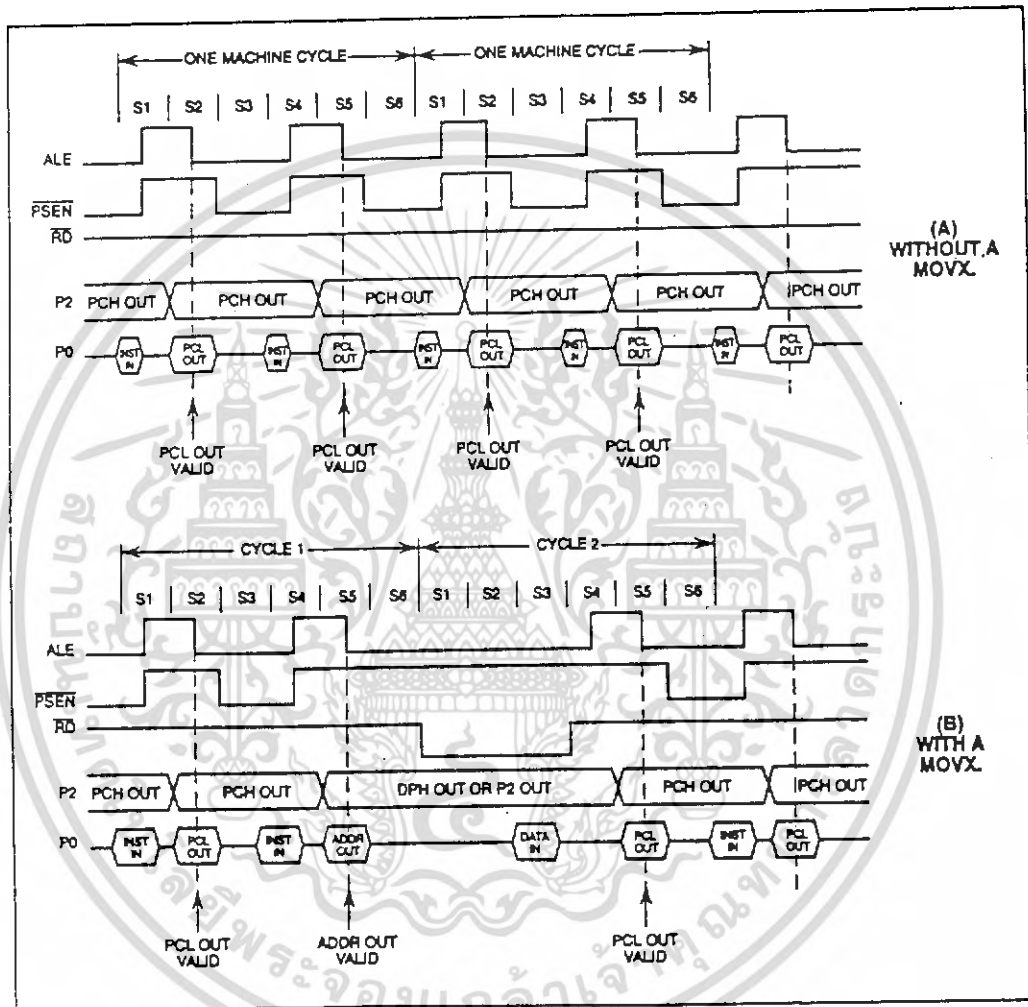 ONE MACHINE CYCLE ONE MACHINE CYCLE
S1 S2 S3 S4 S5 S6 S1 S2 S3 S4 S5 S6
ALE
PSEN
RD
(A)
WITHOUT A
MOVX.
P2 PCH OUT PCH OUT PCH OUT PCH OUT PCH OUT PCH OUT
P0 INST IN PCL OUT INST IN PCL OUT INST IN PCL OUT INST IN PCL OUT INST IN PCL OUT
PCL OUT VALID PCL OUT VALID PCL OUT VALID PCL OUT VALID
CYCLE 1 CYCLE 2
S1 S2 S3 S4 S5 S6 S1 S2 S3 S4 S5 S6
ALE
PSEN
RD
(B)
WITH A
MOVX.
P2 PCH OUT PCH OUT DPH OUT OR P2 OUT PCH OUT PCH OUT
P0 INST IN PCL OUT INST IN ADDR OUT DATA IN PCL OUT INST IN PCL OUT
PCL OUT VALID ADDR OUT VALID PCL OUT VALID